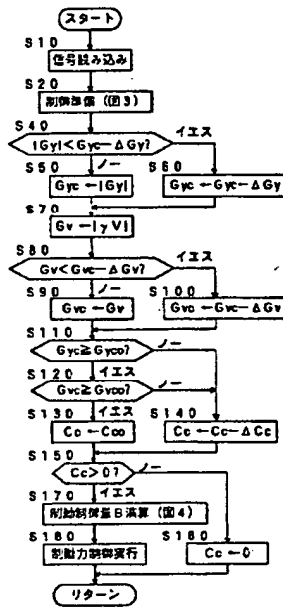 スタート
S10
信号読み込み
S20
制御準備 (図3)
S40
|Gy|<Gyc-ΔGy?
イエス
ノー
S50
Gyc←|Gy|
S60
Gyc←Gyc-ΔGy
S70
Gv←|γV|
S80
Gv<Gvc-ΔGv?
イエス
ノー
S90
Gvc←Gv
S100
Gvc←Gvc-ΔGv
S110
Gyc≧Gyco?
ノー
イエス
S120
Gvc≧Gvco?
イエス
S130
Cc←Cco
S140
Cc←Cc-ΔCc
S150
Cc>0?
ノー
イエス
S170
制動制御量B演算(図4)
S180
制動力制御実行
S160
Cc←0
リターン